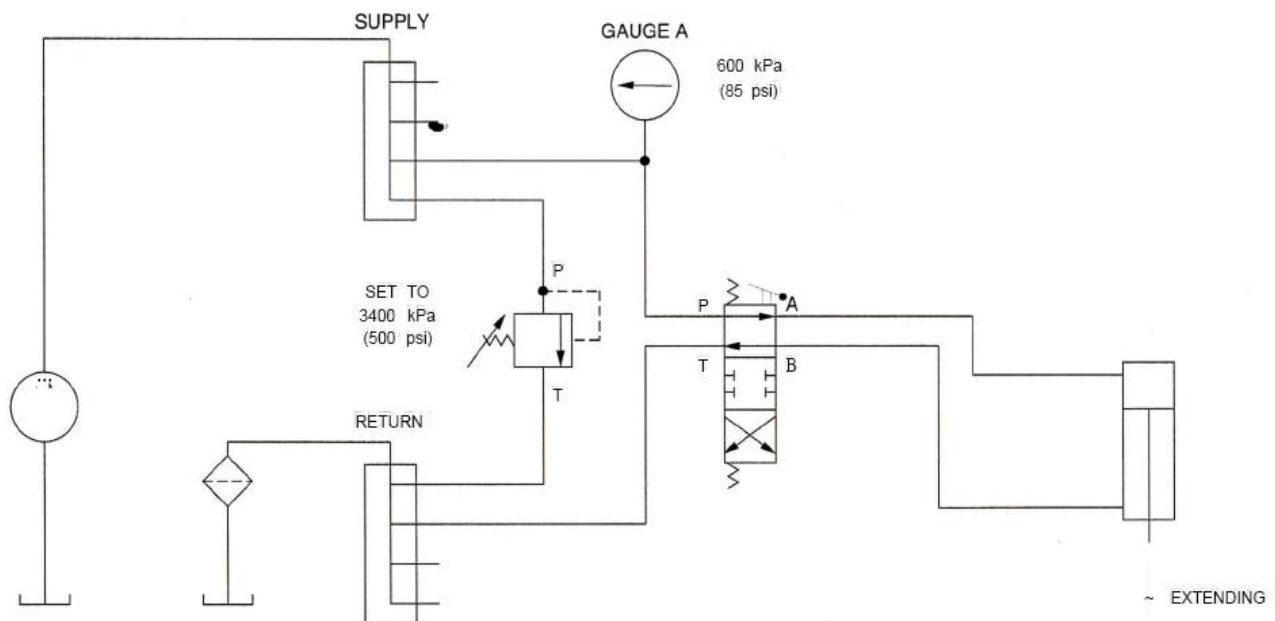 SUPPLY
GAUGE A
600 kPa
(85 psi)
P
SET TO
3400 kPa
(500 psi)
T
P
A
T
B
RETURN
~ EXTENDING